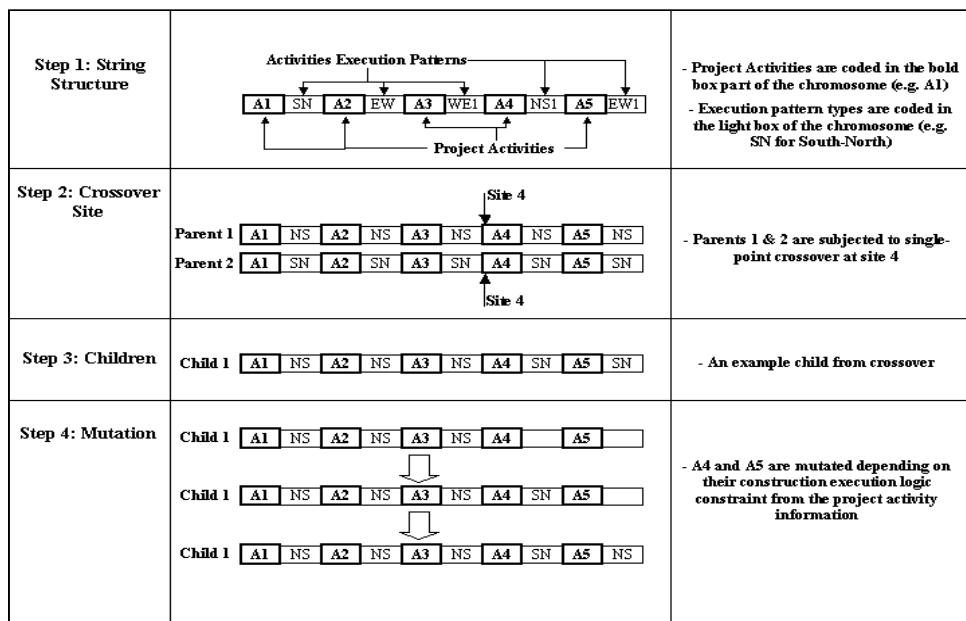 Step 1: String
Structure
Activities Execution Patterns
A1 SN A2 EW A3 WE1 A4 NS1 A5 EW1
Project Activities
- Project Activities are coded in the bold
box part of the chromosome (e.g. A1)
- Execution pattern types are coded in
the light box of the chromosome (e.g.
SN for South-North)
Step 2: Crossover
Site
Site 4
Parent 1 A1 NS A2 NS A3 NS A4 NS A5 NS
Parent 2 A1 SN A2 SN A3 SN A4 SN A5 SN
Site 4
- Parents 1 & 2 are subjected to single-
point crossover at site 4
Step 3: Children
Child 1 A1 NS A2 NS A3 NS A4 SN A5 SN
- An example child from crossover
Step 4: Mutation
Child 1 A1 NS A2 NS A3 NS A4 A5
Child 1 A1 NS A2 NS A3 NS A4 SN A5
Child 1 A1 NS A2 NS A3 NS A4 SN A5 NS
- A4 and A5 are mutated depending on
their construction execution logic
constraint from the project activity
information